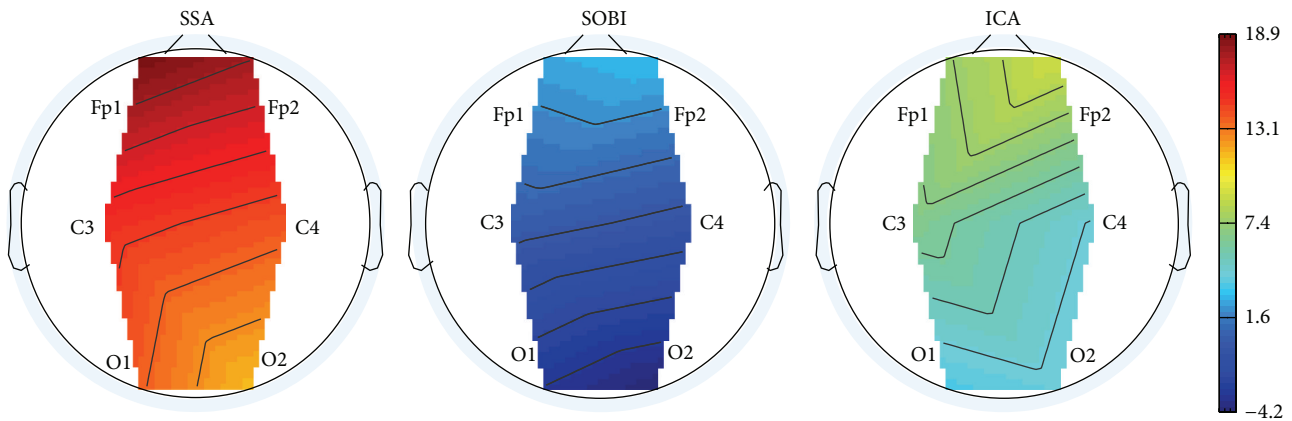 SSA
SOBI
ICA
Fp1
Fp2
C3
C4
O1
O2
Fp1
Fp2
C3
C4
O1
O2
Fp1
Fp2
C3
C4
O1
O2
18.9
13.1
7.4
1.6
−4.2